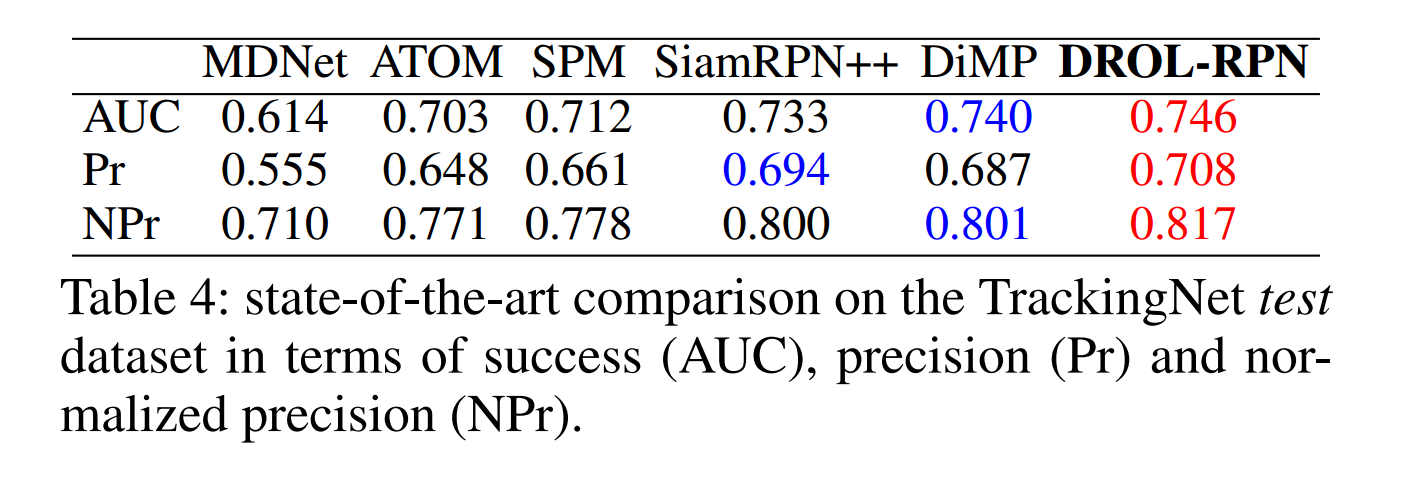 MDNet ATOM SPM SiamRPN++ DiMP DROL-RPN
AUC 0.614 0.703 0.712 0.733 0.740 0.746
Pr 0.555 0.648 0.661 0.694 0.687 0.708
NPr 0.710 0.771 0.778 0.800 0.801 0.817
Table 4: state-of-the-art comparison on the TrackingNet test
dataset in terms of success (AUC), precision (Pr) and nor-
malized precision (NPr).